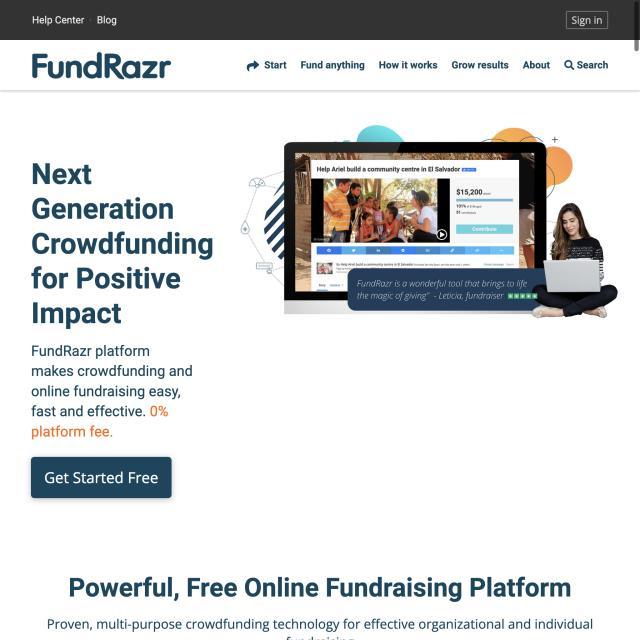 Help Center · Blog
Sign in
FundRazr
Start
Fund anything
How it works
Grow results
About
Search
Next
Generation
Crowdfunding
for Positive
Impact
Help Ariel build a community centre in El Salvador
$15,200
Contribute
FundRazr is a wonderful tool that brings to life
the magic of giving" - Leticia, fundraiser
FundRazr platform
makes crowdfunding and
online fundraising easy,
fast and effective. 0%
platform fee.
Get Started Free
Powerful, Free Online Fundraising Platform
Proven, multi-purpose crowdfunding technology for effective organizational and individual